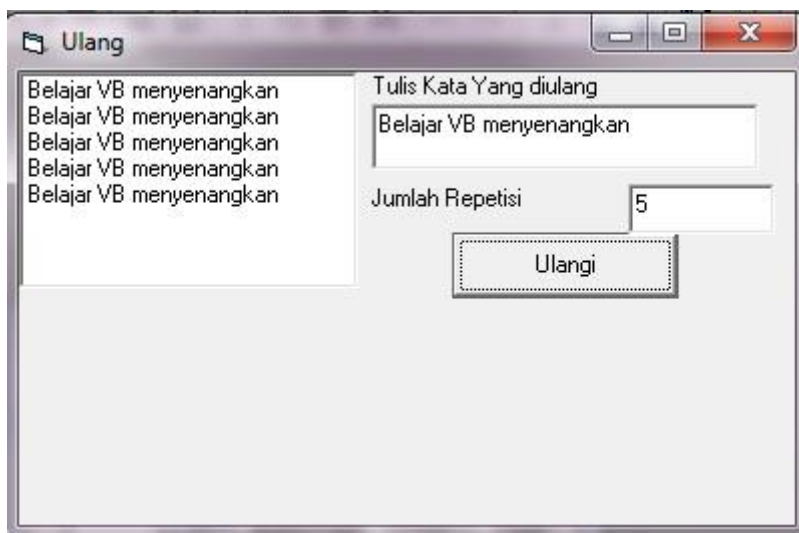 Ulang
Belajar VB menyenangkan
Belajar VB menyenangkan
Belajar VB menyenangkan
Belajar VB menyenangkan
Belajar VB menyenangkan
Tulis Kata Yang diulang
Belajar VB menyenangkan
Jumlah Repetisi
5
Ulangi